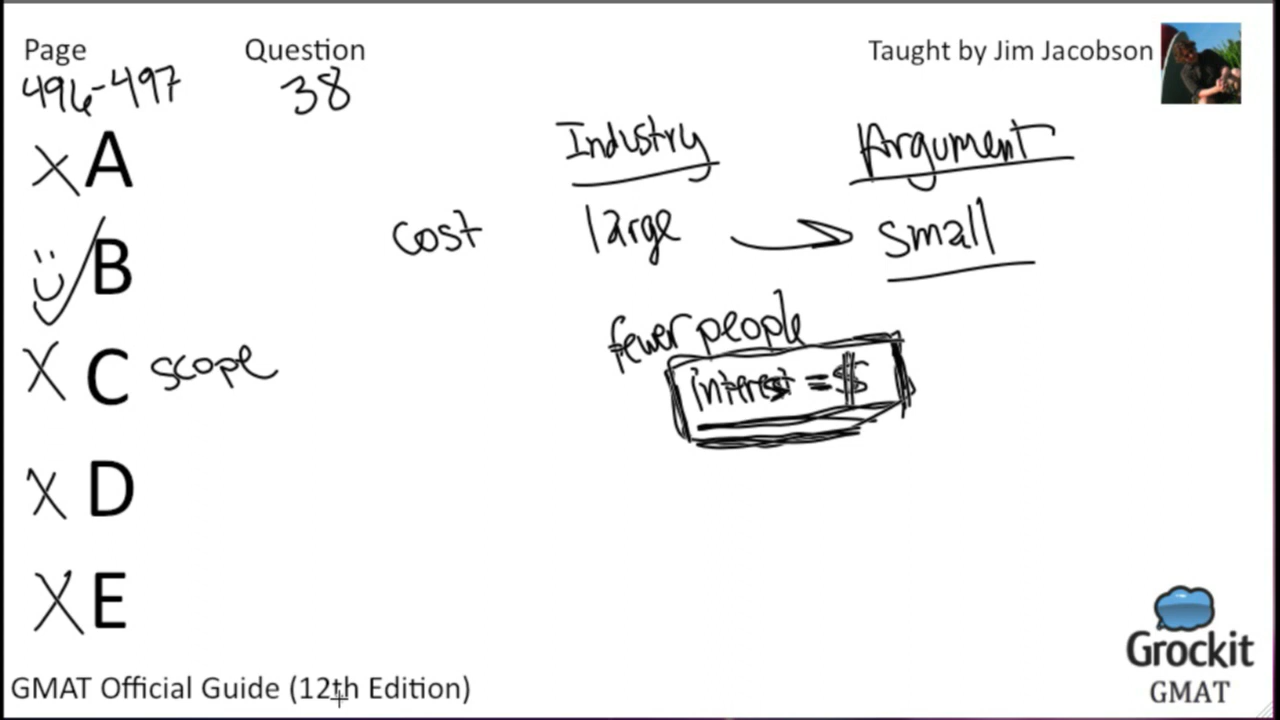 Page Question Taught by Jim Jacobson
496-497 38
X A
B
X C scope
X D
X E
Industry Argument
cost large small
fewer people
interest = $
Grockit
GMAT
GMAT Official Guide (12th Edition)